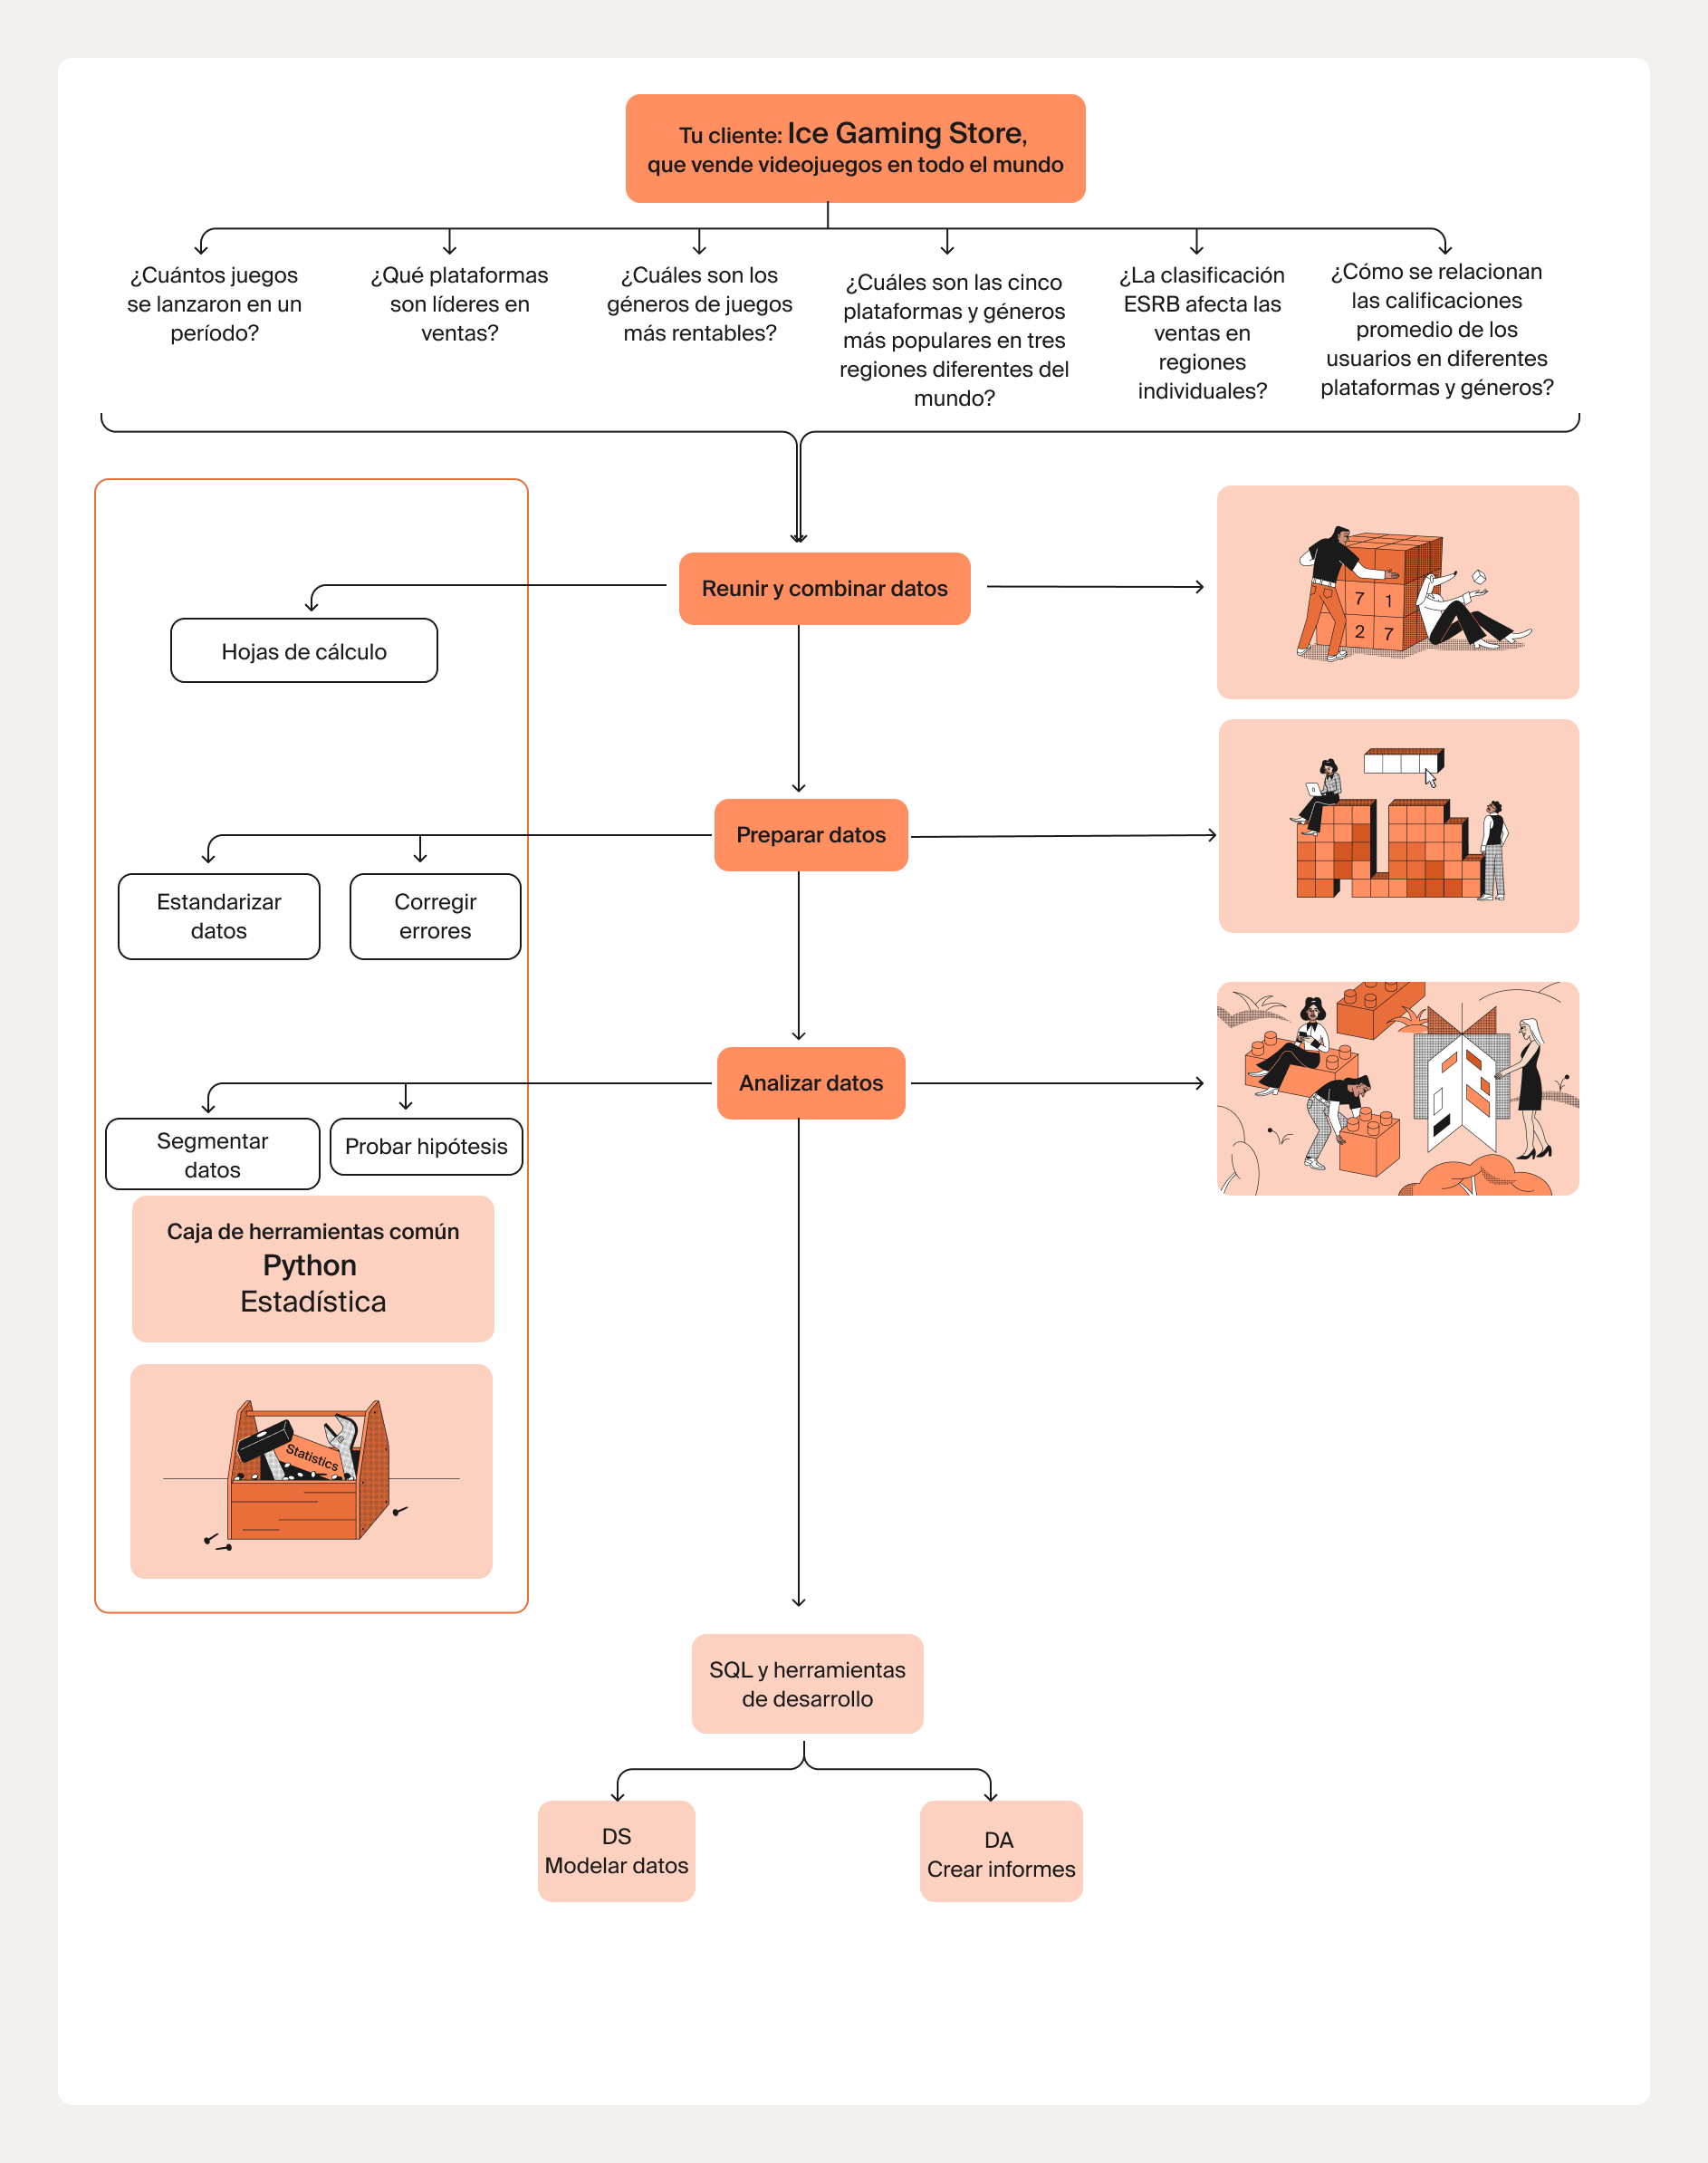 Tu cliente: Ice Gaming Store,
que vende videojuegos en todo el mundo
¿Cuántos juegos
se lanzaron en un
período?
¿Qué plataformas
son líderes en
ventas?
¿Cuáles son los
géneros de juegos
más rentables?
¿Cuáles son las cinco
plataformas y géneros
más populares en tres
regiones diferentes del
mundo?
¿La clasificación
ESRB afecta las
ventas en
regiones
individuales?
¿Cómo se relacionan
las calificaciones
promedio de los
usuarios en diferentes
plataformas y géneros?
Reunir y combinar datos
7 1
2 7
Hojas de cálculo
Preparar datos
Estandarizar
datos
Corregir
errores
Analizar datos
Segmentar
datos
Probar hipótesis
Caja de herramientas común
Python
Estadística
Statistics
SQL y herramientas
de desarrollo
DS
Modelar datos
DA
Crear informes